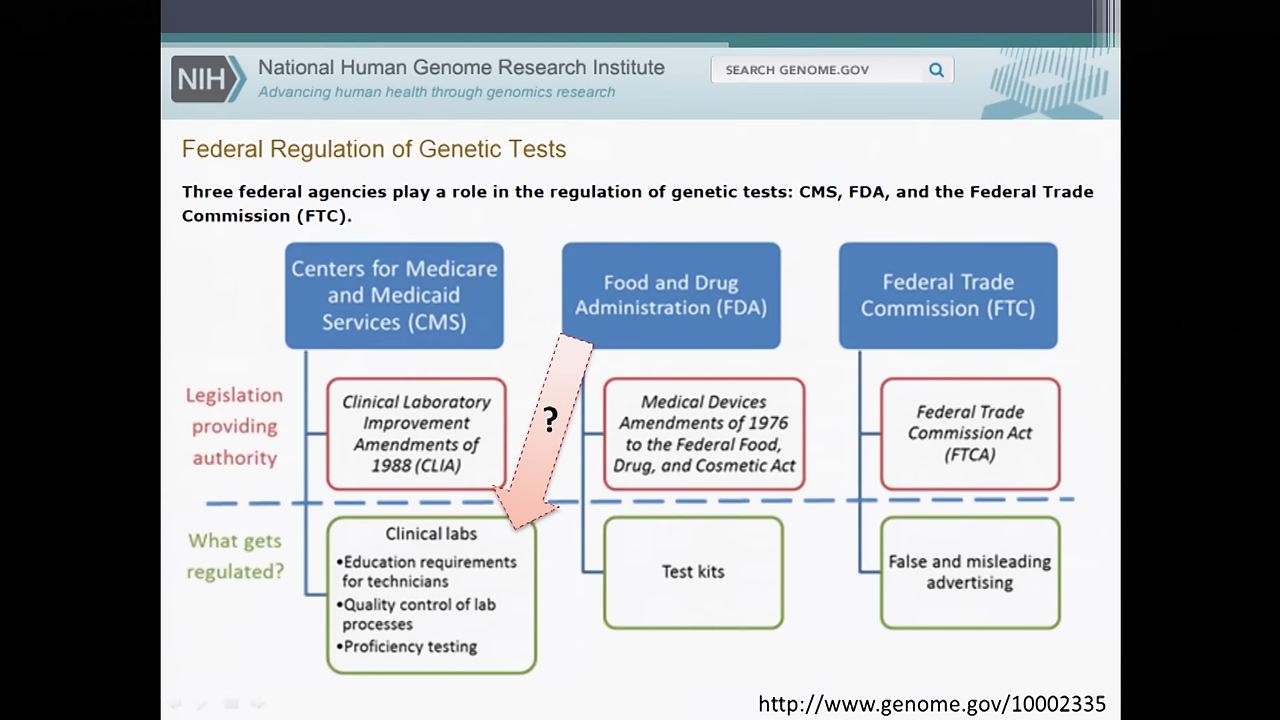 NIH
National Human Genome Research Institute
Advancing human health through genomics research
SEARCH GENOME.GOV
Federal Regulation of Genetic Tests
Three federal agencies play a role in the regulation of genetic tests: CMS, FDA, and the Federal Trade
Commission (FTC).
Centers for Medicare
and Medicaid
Services (CMS)
Food and Drug
Administration (FDA)
Federal Trade
Commission (FTC)
Legislation
providing
authority
Clinical Laboratory
Improvement
Amendments of
1988 (CLIA)
?
Medical Devices
Amendments of 1976
to the Federal Food,
Drug, and Cosmetic Act
Federal Trade
Commission Act
(FTCA)
What gets
regulated?
Clinical labs
•Education requirements
for technicians
•Quality control of lab
processes
•Proficiency testing
Test kits
False and misleading
advertising
http://www.genome.gov/10002335